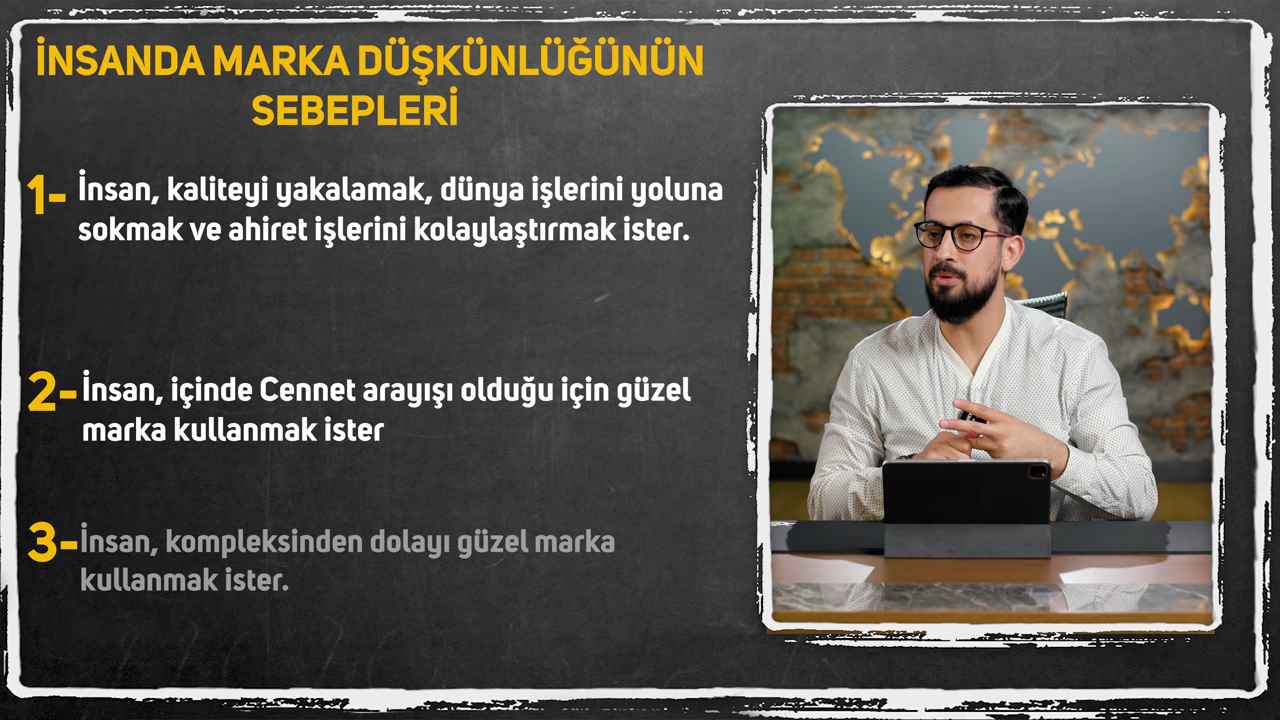 İNSANDA MARKA DÜŞKÜNLÜĞÜNÜN
SEBEPLERİ
1- İnsan, kaliteyi yakalamak, dünya işlerini yoluna
sokmak ve ahiret işlerini kolaylaştırmak ister.
2- İnsan, içinde Cennet arayışı olduğu için güzel
marka kullanmak ister
3- İnsan, kompleksinden dolayı güzel marka
kullanmak ister.